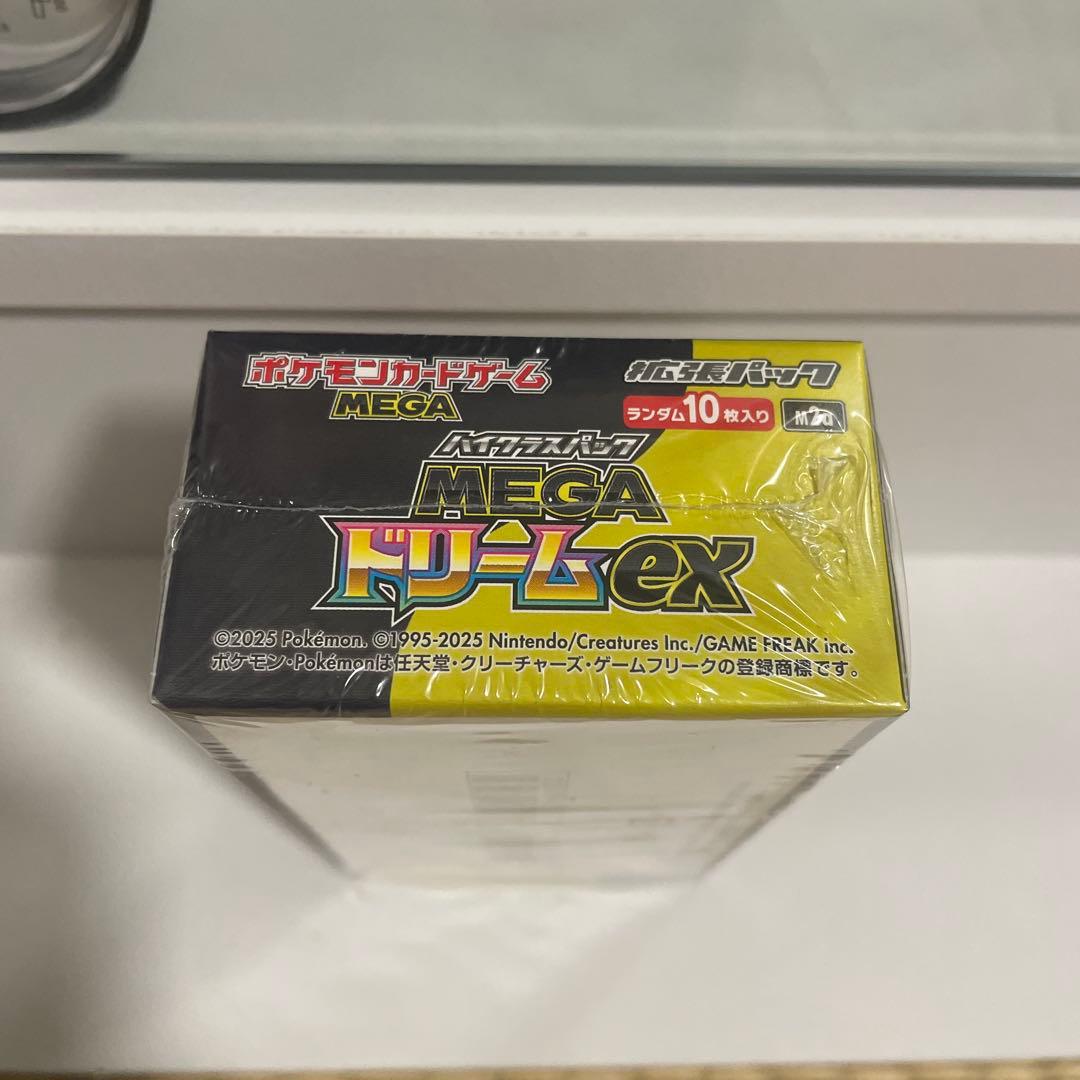 ポケモンカードゲーム
MEGA
拡張パック
ランダム10枚入り
M2a
ハイクラスパック
MEGA
ドリームex
©2025 Pokémon. ©1995-2025 Nintendo/Creatures Inc./GAME FREAK inc.
ポケモン・Pokémonは任天堂・クリーチャーズ・ゲームフリークの登録商標です。